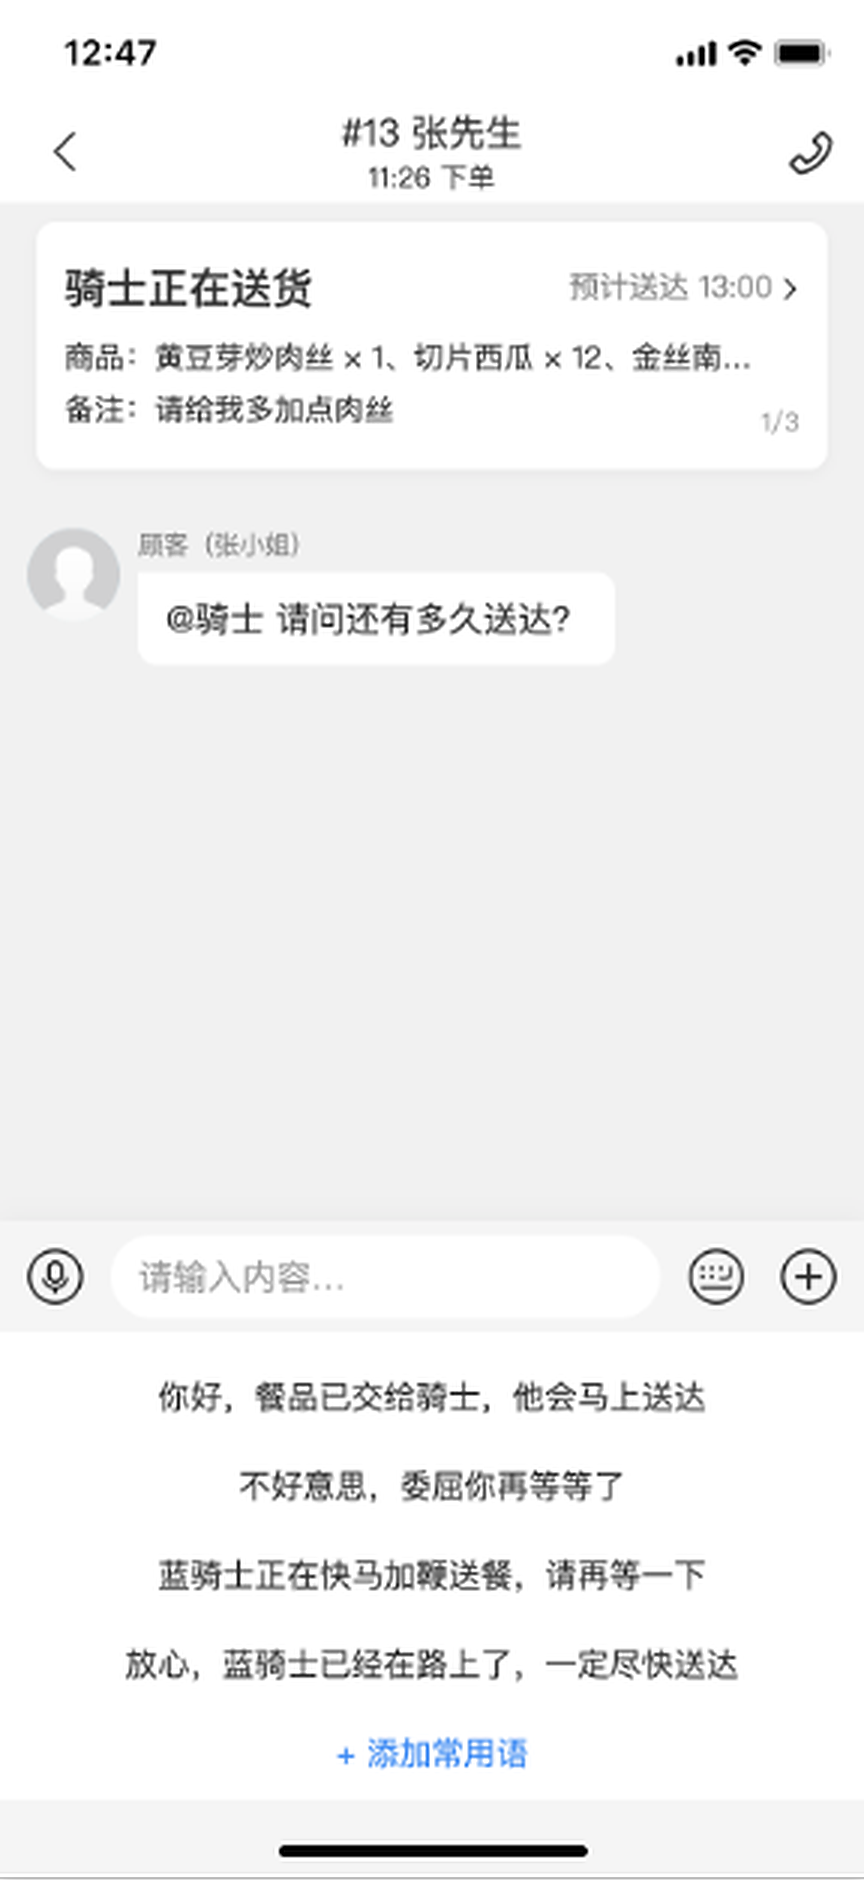 12:47
#13 张先生
11:26 下单
骑士正在送货
预计送达 13:00
商品：黄豆芽炒肉丝 × 1、切片西瓜 × 12、金丝南...
备注：请给我多加点肉丝
1/3
顾客（张小姐）
@骑士 请问还有多久送达?
请输入内容...
你好，餐品已交给骑士，他会马上送达
不好意思，委屈你再等等了
蓝骑士正在快马加鞭送餐，请再等一下
放心，蓝骑士已经在路上了，一定尽快送达
+ 添加常用语